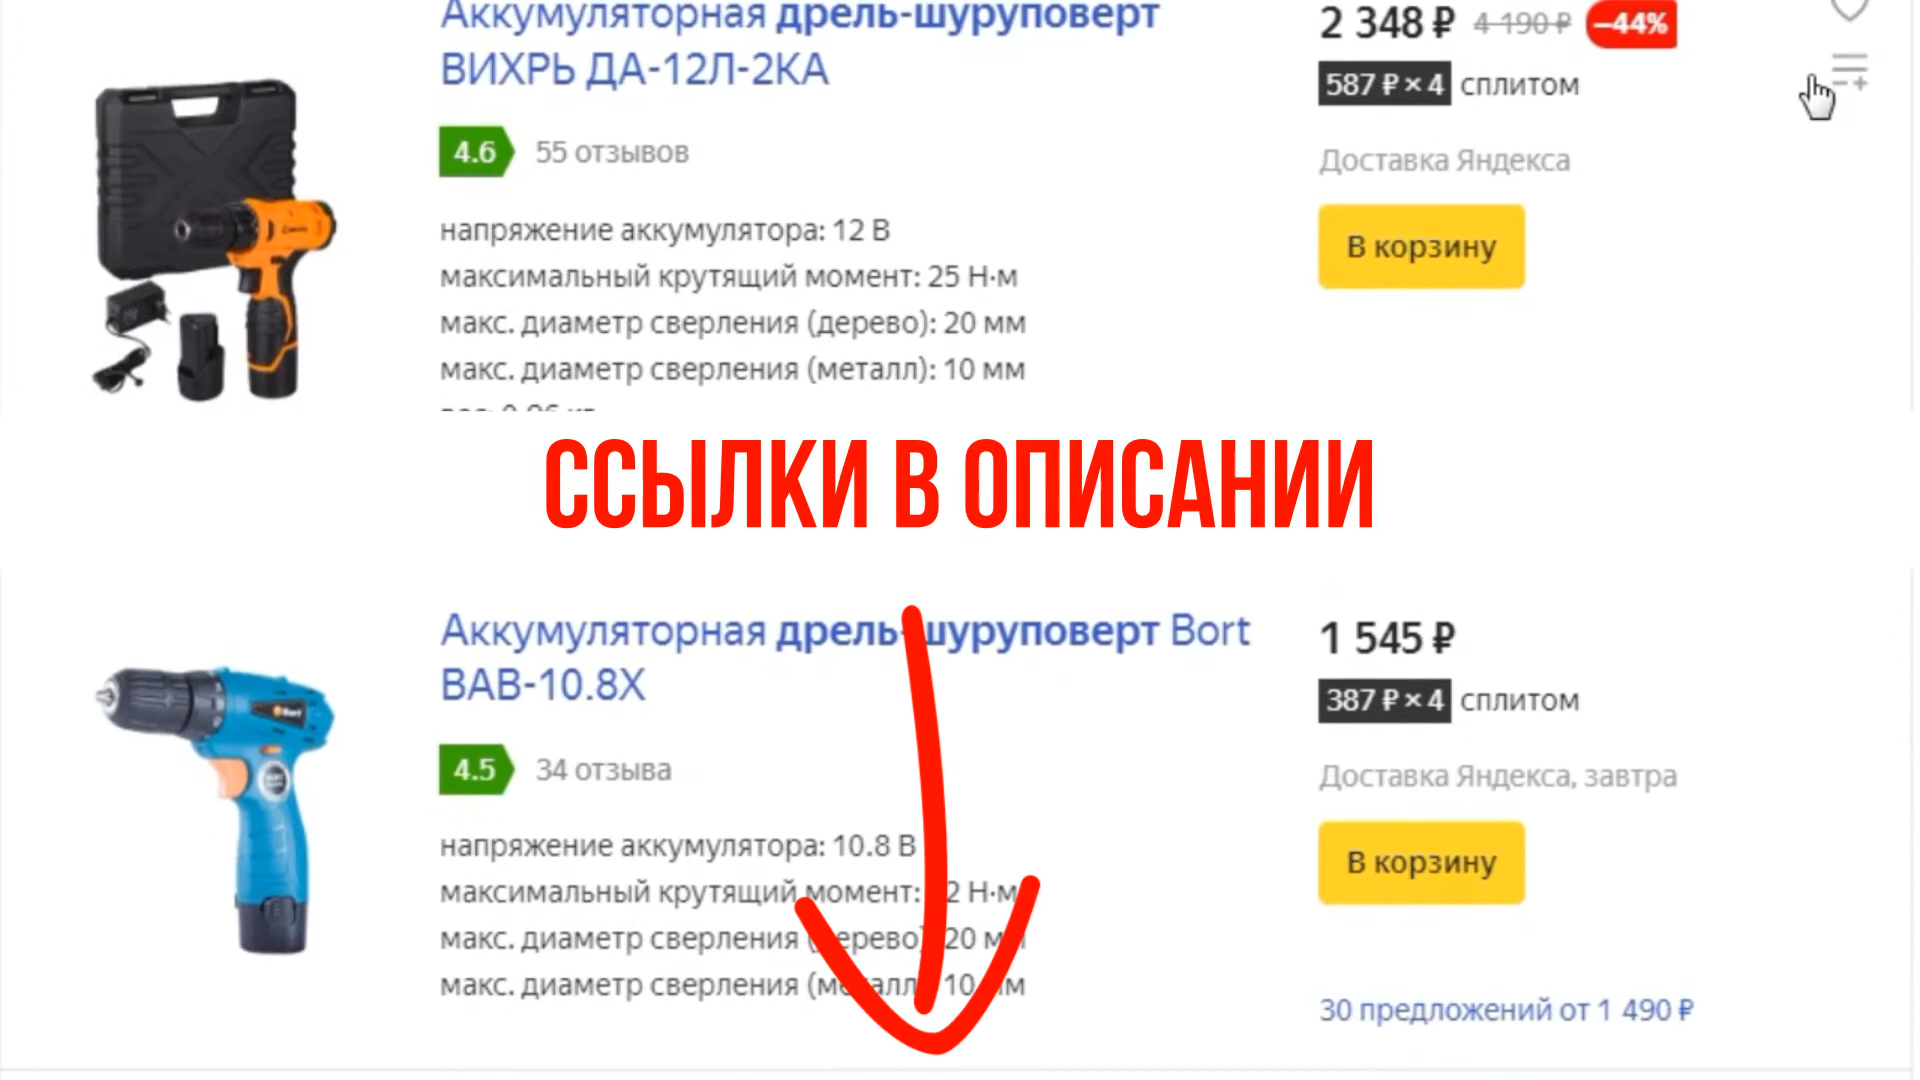 Аккумуляторная дрель-шуруповерт
ВИХРЬ ДА-12Л-2КА
4.6 55 отзывов
напряжение аккумулятора: 12 В
максимальный крутящий момент: 25 Н·м
макс. диаметр сверления (дерево): 20 мм
макс. диаметр сверления (металл): 10 мм
2 348 ₽ 4 190 ₽ –44%
587 ₽ × 4 сплитом
Доставка Яндекса
В корзину
ССЫЛКИ В ОПИСАНИИ
Аккумуляторная дрель-шуруповерт Bort
BAB-10.8X
4.5 34 отзыва
напряжение аккумулятора: 10.8 В
максимальный крутящий момент: Н·м
макс. диаметр сверления 20 мм
макс. диаметр сверления 10 мм
1 545 ₽
387 ₽ × 4 сплитом
Доставка Яндекса, завтра
В корзину
30 предложений от 1 490 ₽